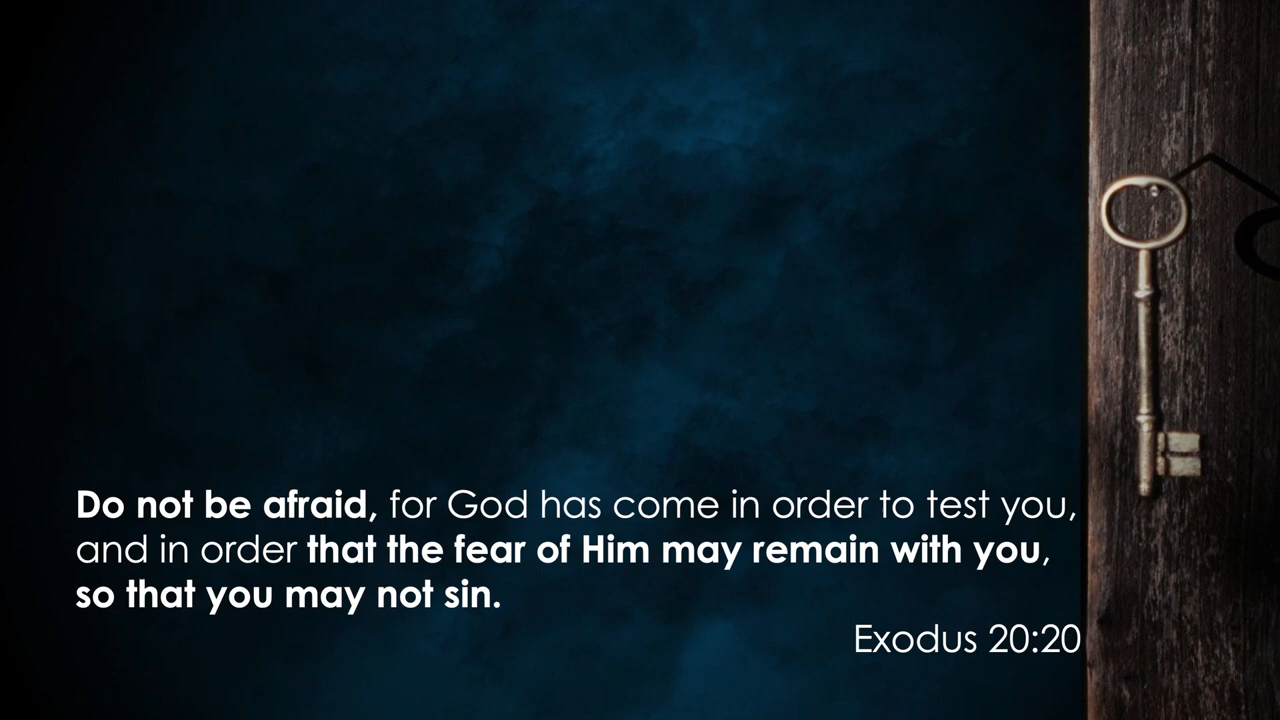 Do not be afraid, for God has come in order to test you,
and in order that the fear of Him may remain with you,
so that you may not sin.
Exodus 20:20